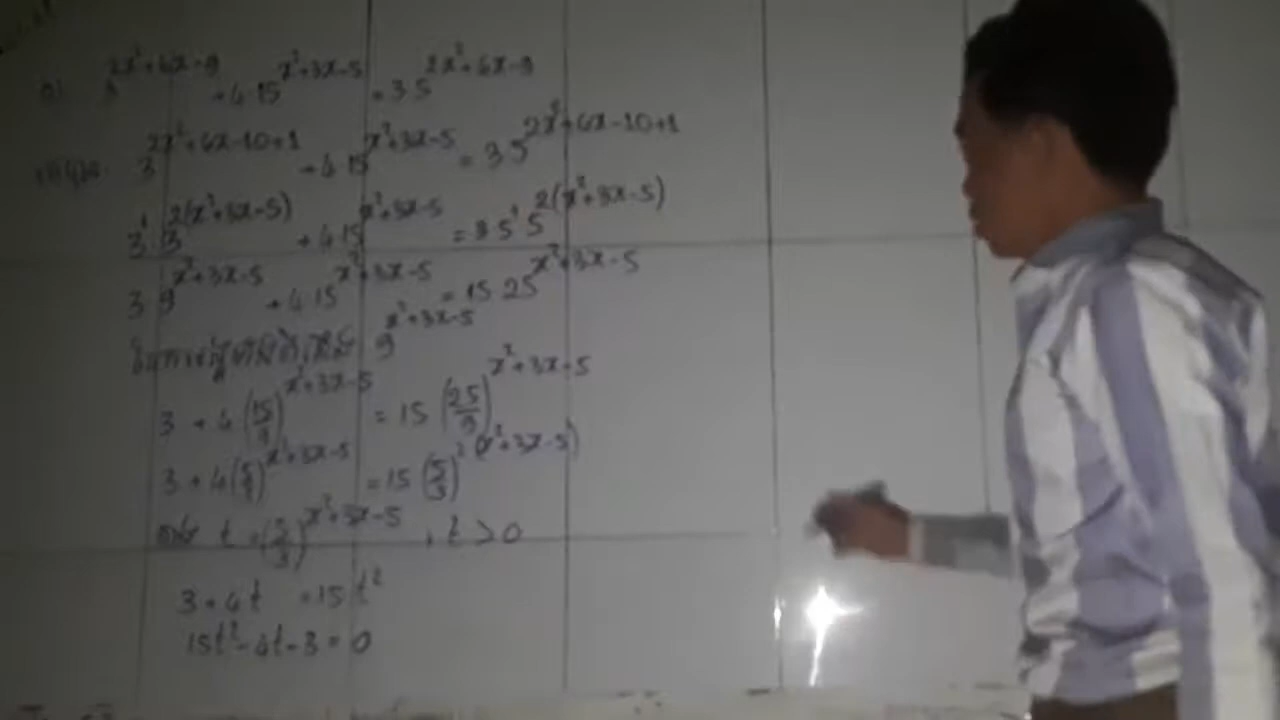 3^{2x²+6x-9} + 4·15^{x²+3x-5} = 3·5^{2x²+6x-9}
3^{2x²+6x-10+1} + 4·15^{x²+3x-5} = 3·5^{2x²+6x-10+1}
3¹·3^{2(x²+3x-5)} + 4·15^{x²+3x-5} = 3·5¹·5^{2(x²+3x-5)}
3·9^{x²+3x-5} + 4·15^{x²+3x-5} = 15·25^{x²+3x-5}
9^{x²+3x-5}
3 + 4(15/9)^{x²+3x-5} = 15(25/9)^{x²+3x-5}
3 + 4(5/3)^{x²+3x-5} = 15(5/3)^{2(x²+3x-5)}
t = (5/3)^{x²+3x-5} , t > 0
3 + 4t = 15t²
15t² - 4t - 3 = 0